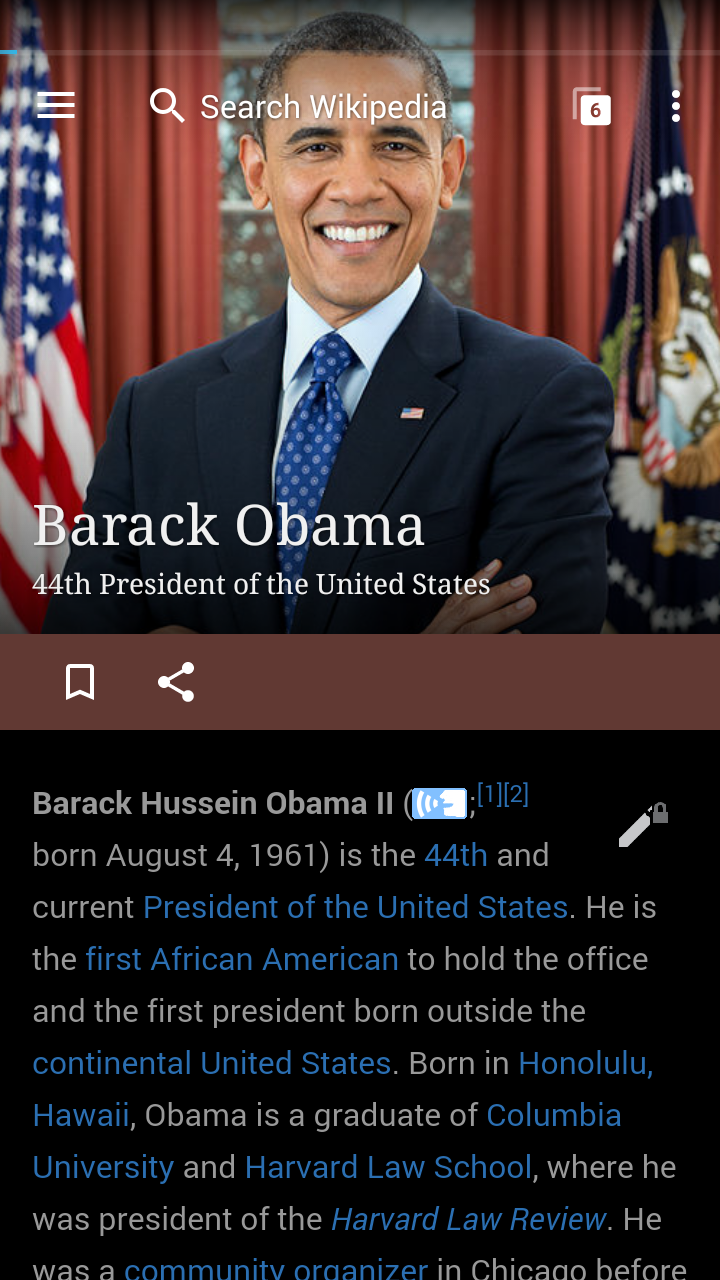 Search Wikipedia
6
Barack Obama
44th President of the United States
Barack Hussein Obama II (;[1][2]
born August 4, 1961) is the 44th and
current President of the United States. He is
the first African American to hold the office
and the first president born outside the
continental United States. Born in Honolulu,
Hawaii, Obama is a graduate of Columbia
University and Harvard Law School, where he
was president of the Harvard Law Review. He
was a community organizer in Chicago before